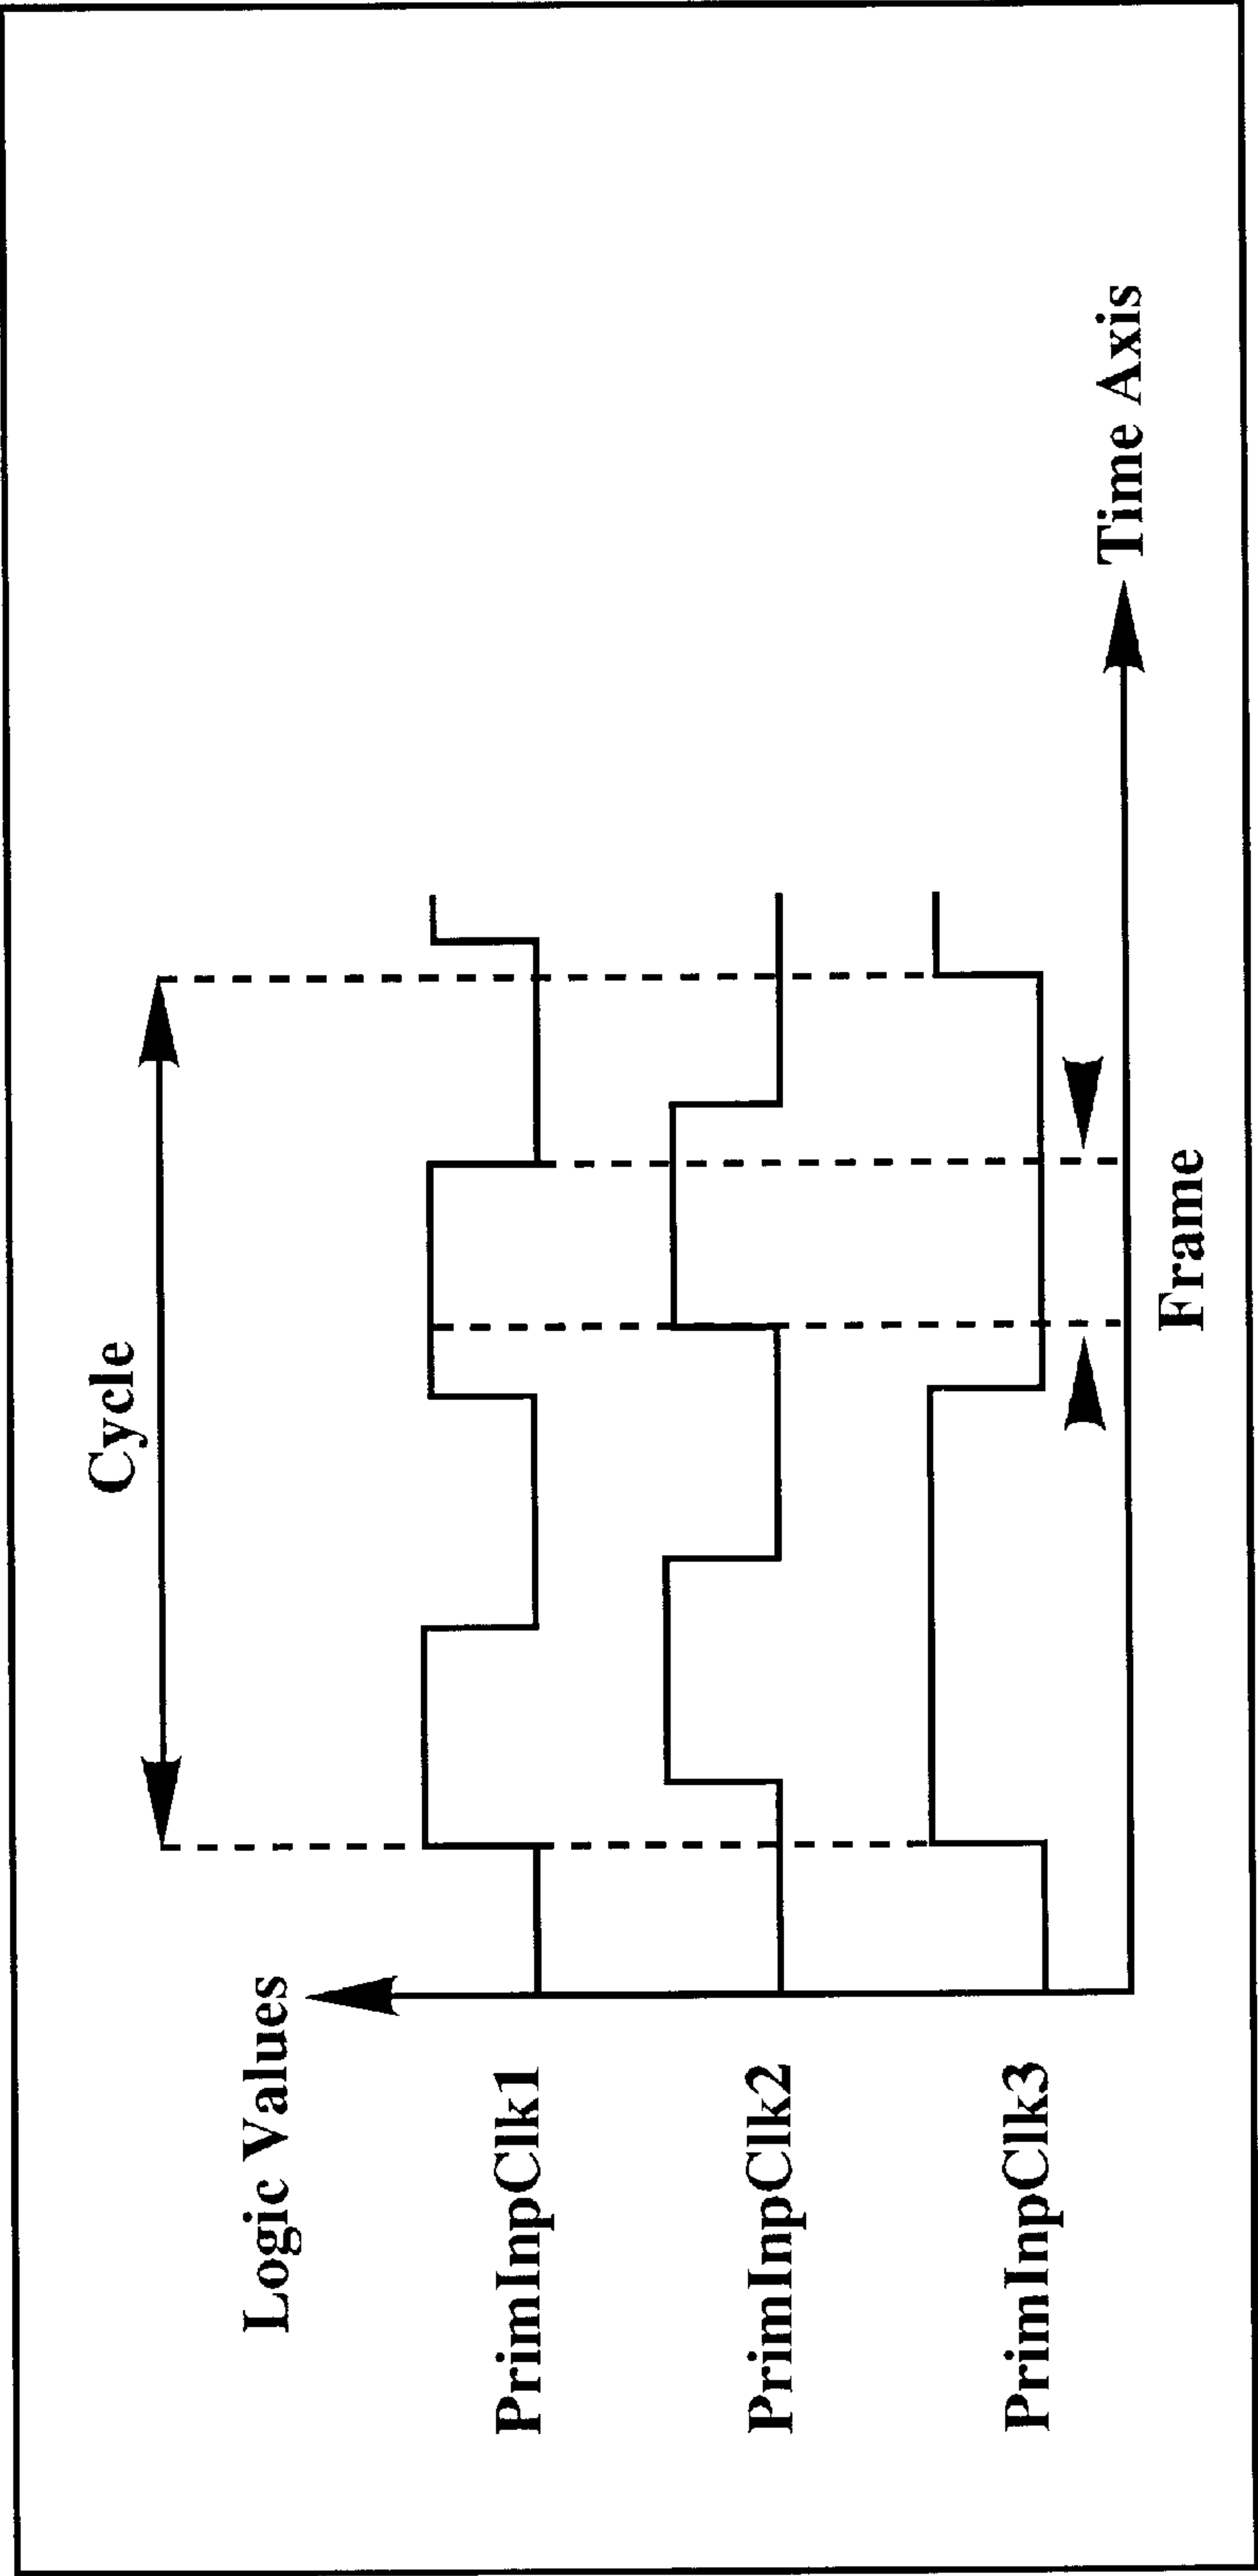 Cycle
Logic Values
PrimInpClk1
PrimInpClk2
PrimInpClk3
Time Axis
Frame